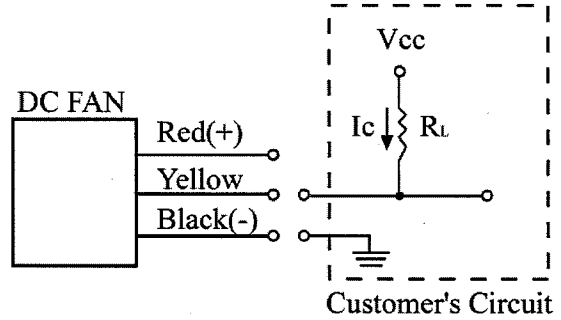 Vcc
DC FAN
Red(+)
Ic
RL
Yellow
Black(-)
Customer's Circuit